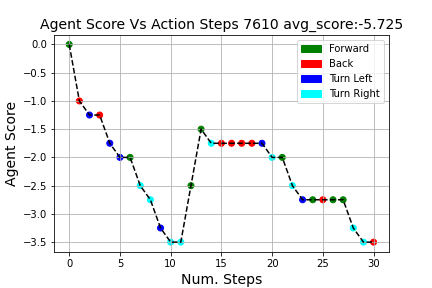 Agent Score Vs Action Steps 7610 avg_score:-5.725
Forward
Back
Turn Left
Turn Right
Agent Score
0.0
−0.5
−1.0
−1.5
−2.0
−2.5
−3.0
−3.5
0 5 10 15 20 25 30
Num. Steps